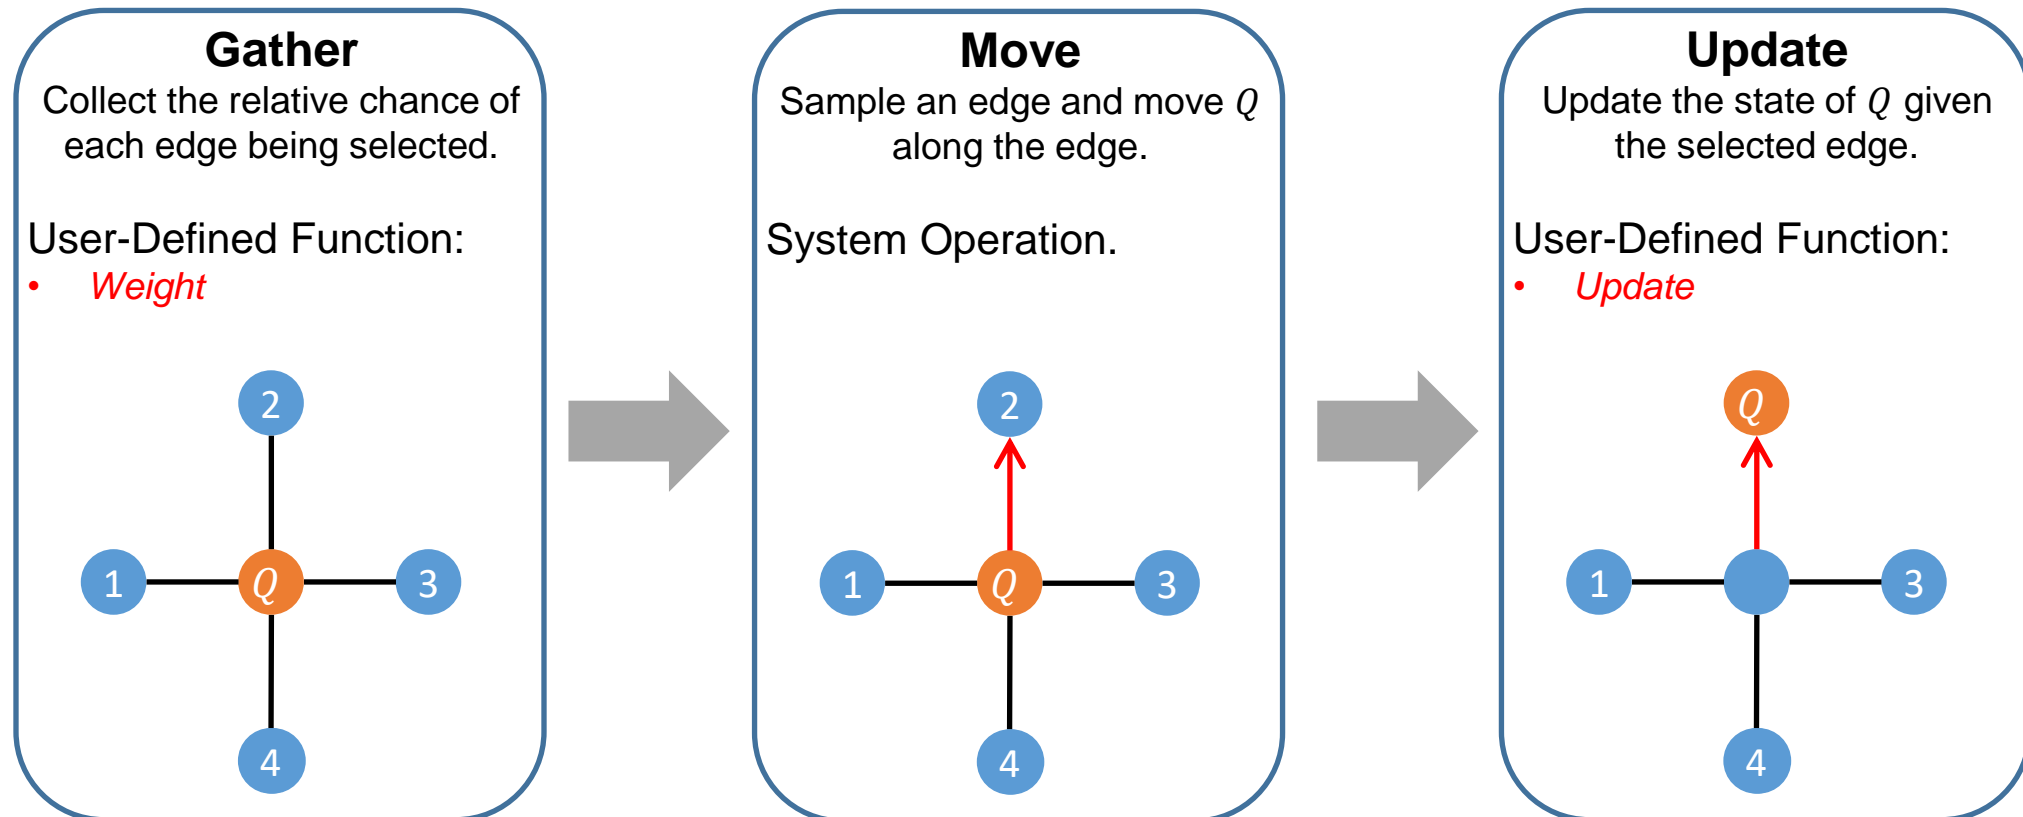 Gather
Collect the relative chance of
each edge being selected.
User-Defined Function:
• Weight
2
1
Q
3
4
Move
Sample an edge and move Q
along the edge.
System Operation.
2
1
Q
3
4
Update
Update the state of Q given
the selected edge.
User-Defined Function:
• Update
Q
1
3
4